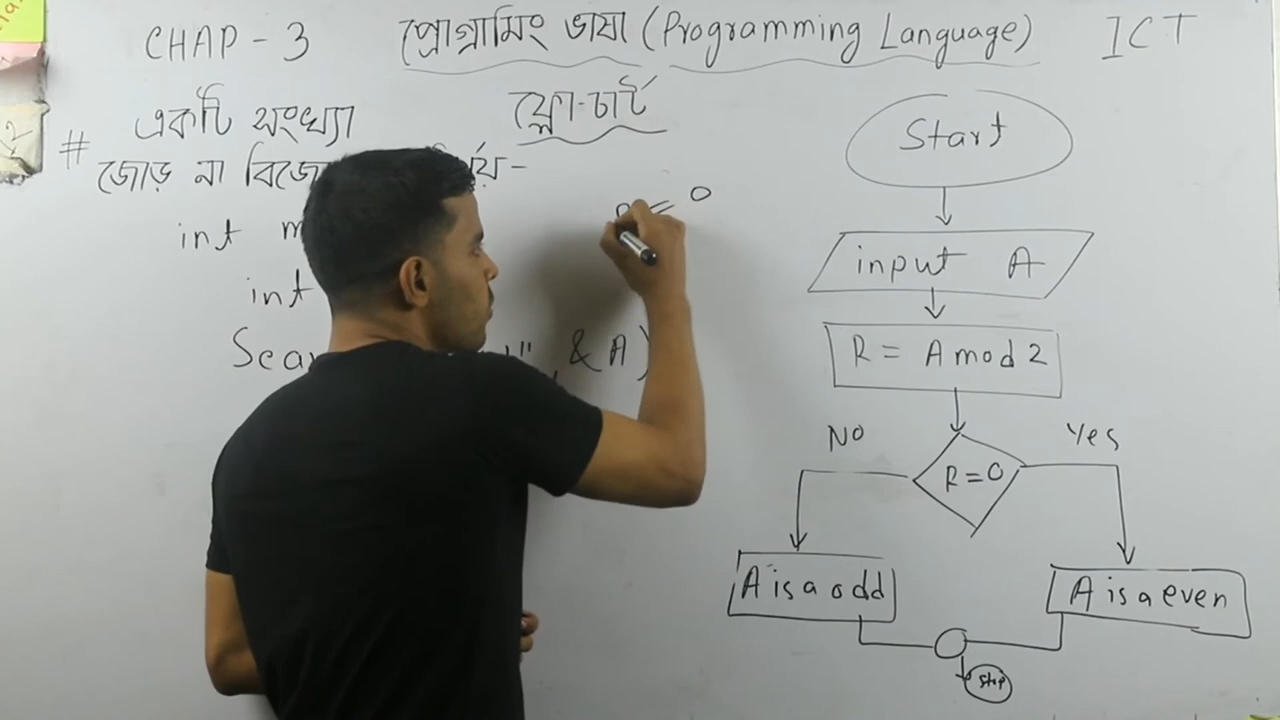 CHAP - 3 প্রোগ্রামিং ভাষা (Programming Language) ICT
ফ্লো-চার্ট
# একটি সংখ্যা
জোড় না
int
int
& A)
= 0
Start
input A
R = A mod 2
R = 0
No
Yes
A is a odd
A is a even
stop